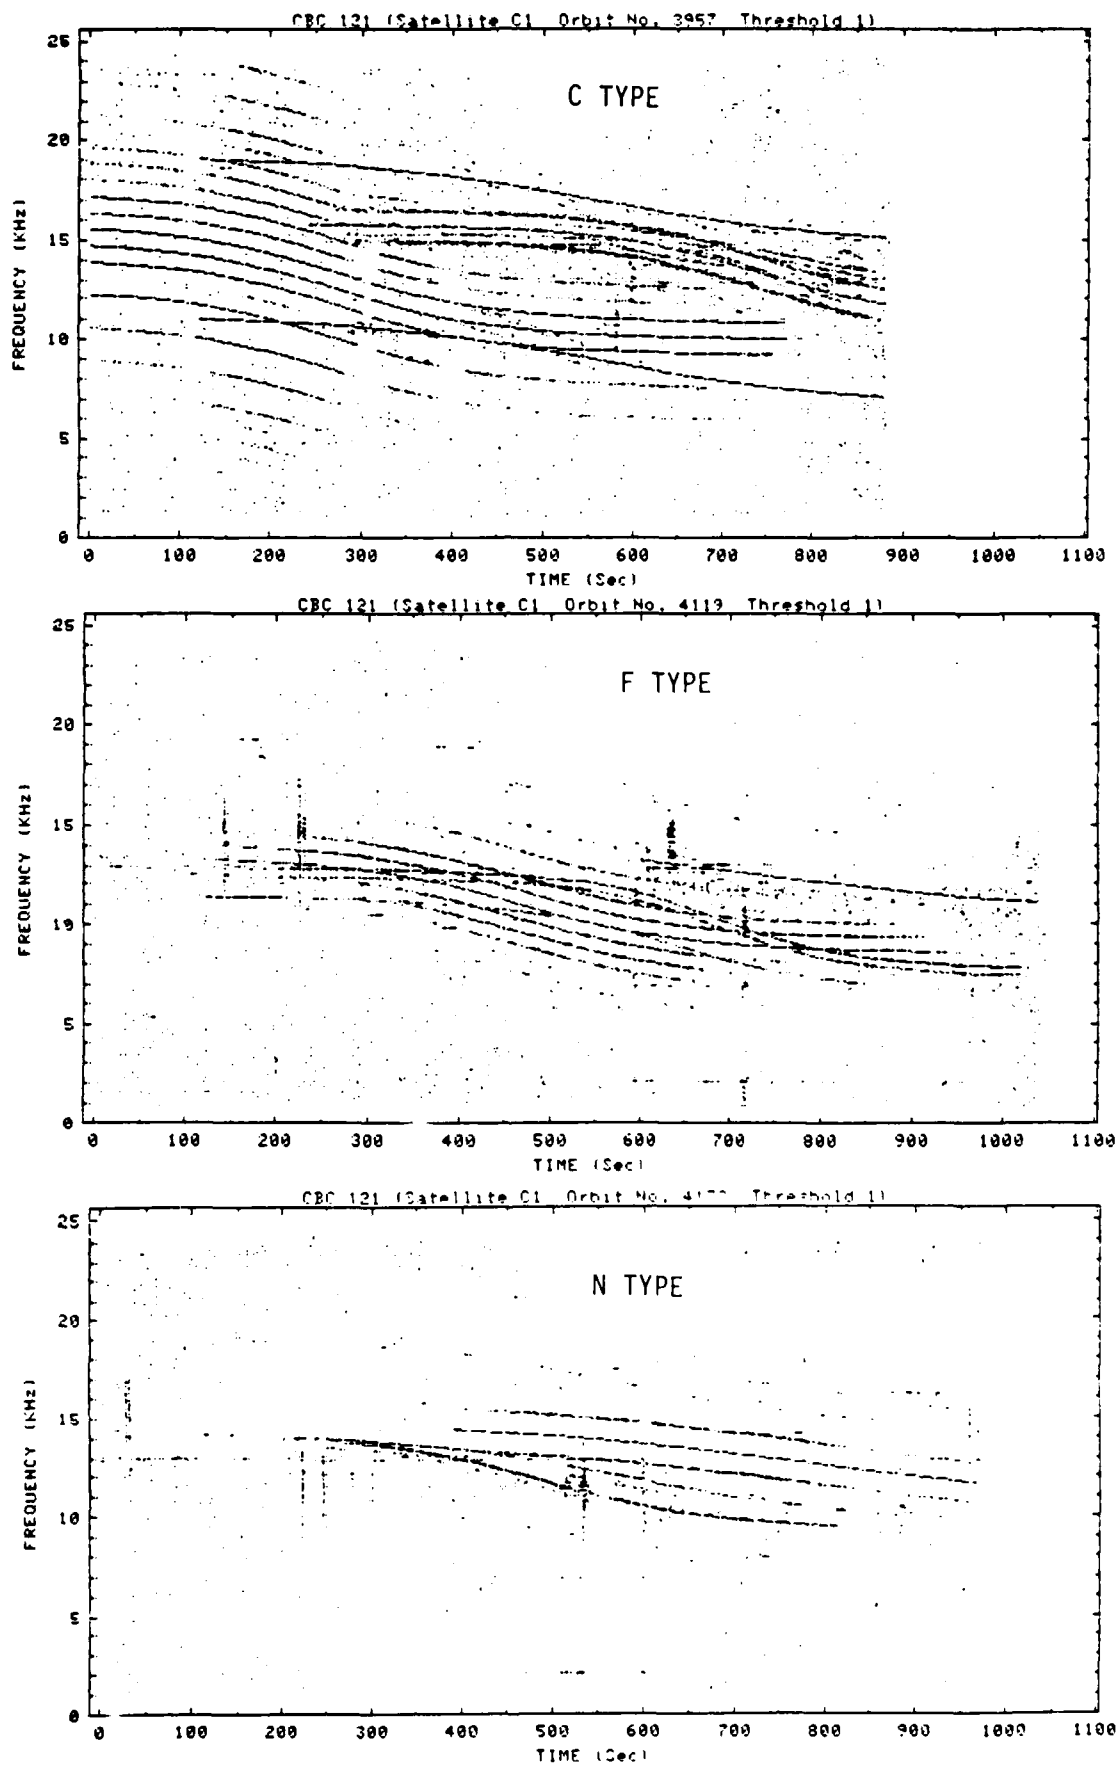 CBC 121 (Satellite C1 Orbit No. 3957 Threshold 1)
C TYPE
FREQUENCY (KHz)
25
20
15
10
5
0
0 100 200 300 400 500 600 700 800 900 1000 1100
TIME (Sec)
CBC 121 (Satellite C1 Orbit No. 4119 Threshold 1)
F TYPE
FREQUENCY (KHz)
25
20
15
10
5
0
0 100 200 300 400 500 600 700 800 900 1000 1100
TIME (Sec)
CBC 121 (Satellite C1 Orbit No. Threshold 1)
N TYPE
FREQUENCY (KHz)
25
20
15
10
5
0
0 100 200 300 400 500 600 700 800 900 1000 1100
TIME (Sec)